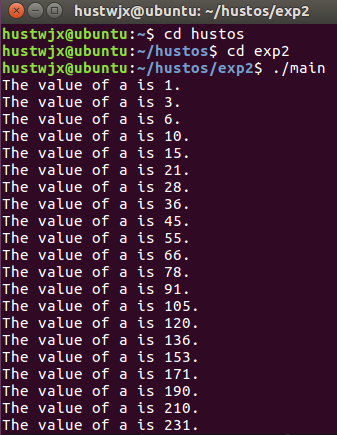 hustwjx@ubuntu: ~/hustos/exp2
hustwjx@ubuntu:~$ cd hustos
hustwjx@ubuntu:~/hustos$ cd exp2
hustwjx@ubuntu:~/hustos/exp2$ ./main
The value of a is 1.
The value of a is 3.
The value of a is 6.
The value of a is 10.
The value of a is 15.
The value of a is 21.
The value of a is 28.
The value of a is 36.
The value of a is 45.
The value of a is 55.
The value of a is 66.
The value of a is 78.
The value of a is 91.
The value of a is 105.
The value of a is 120.
The value of a is 136.
The value of a is 153.
The value of a is 171.
The value of a is 190.
The value of a is 210.
The value of a is 231.